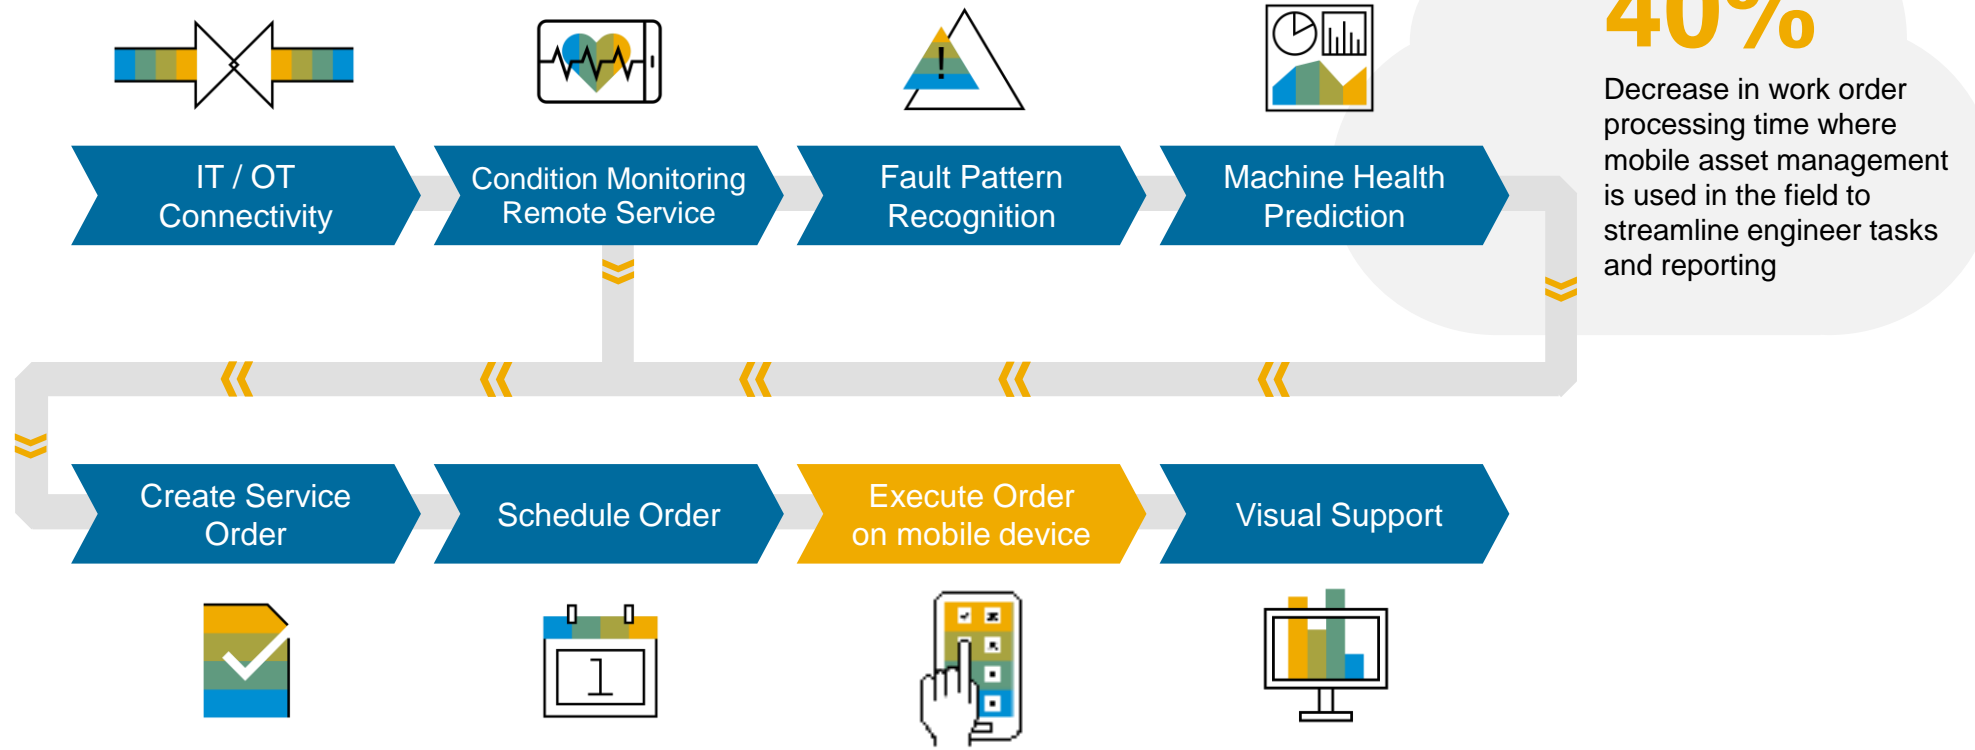 40%
Decrease in work order
processing time where
mobile asset management
is used in the field to
streamline engineer tasks
and reporting
IT / OT
Connectivity
Condition Monitoring
Remote Service
Fault Pattern
Recognition
Machine Health
Prediction
Create Service
Order
Schedule Order
Execute Order
on mobile device
Visual Support
!
1